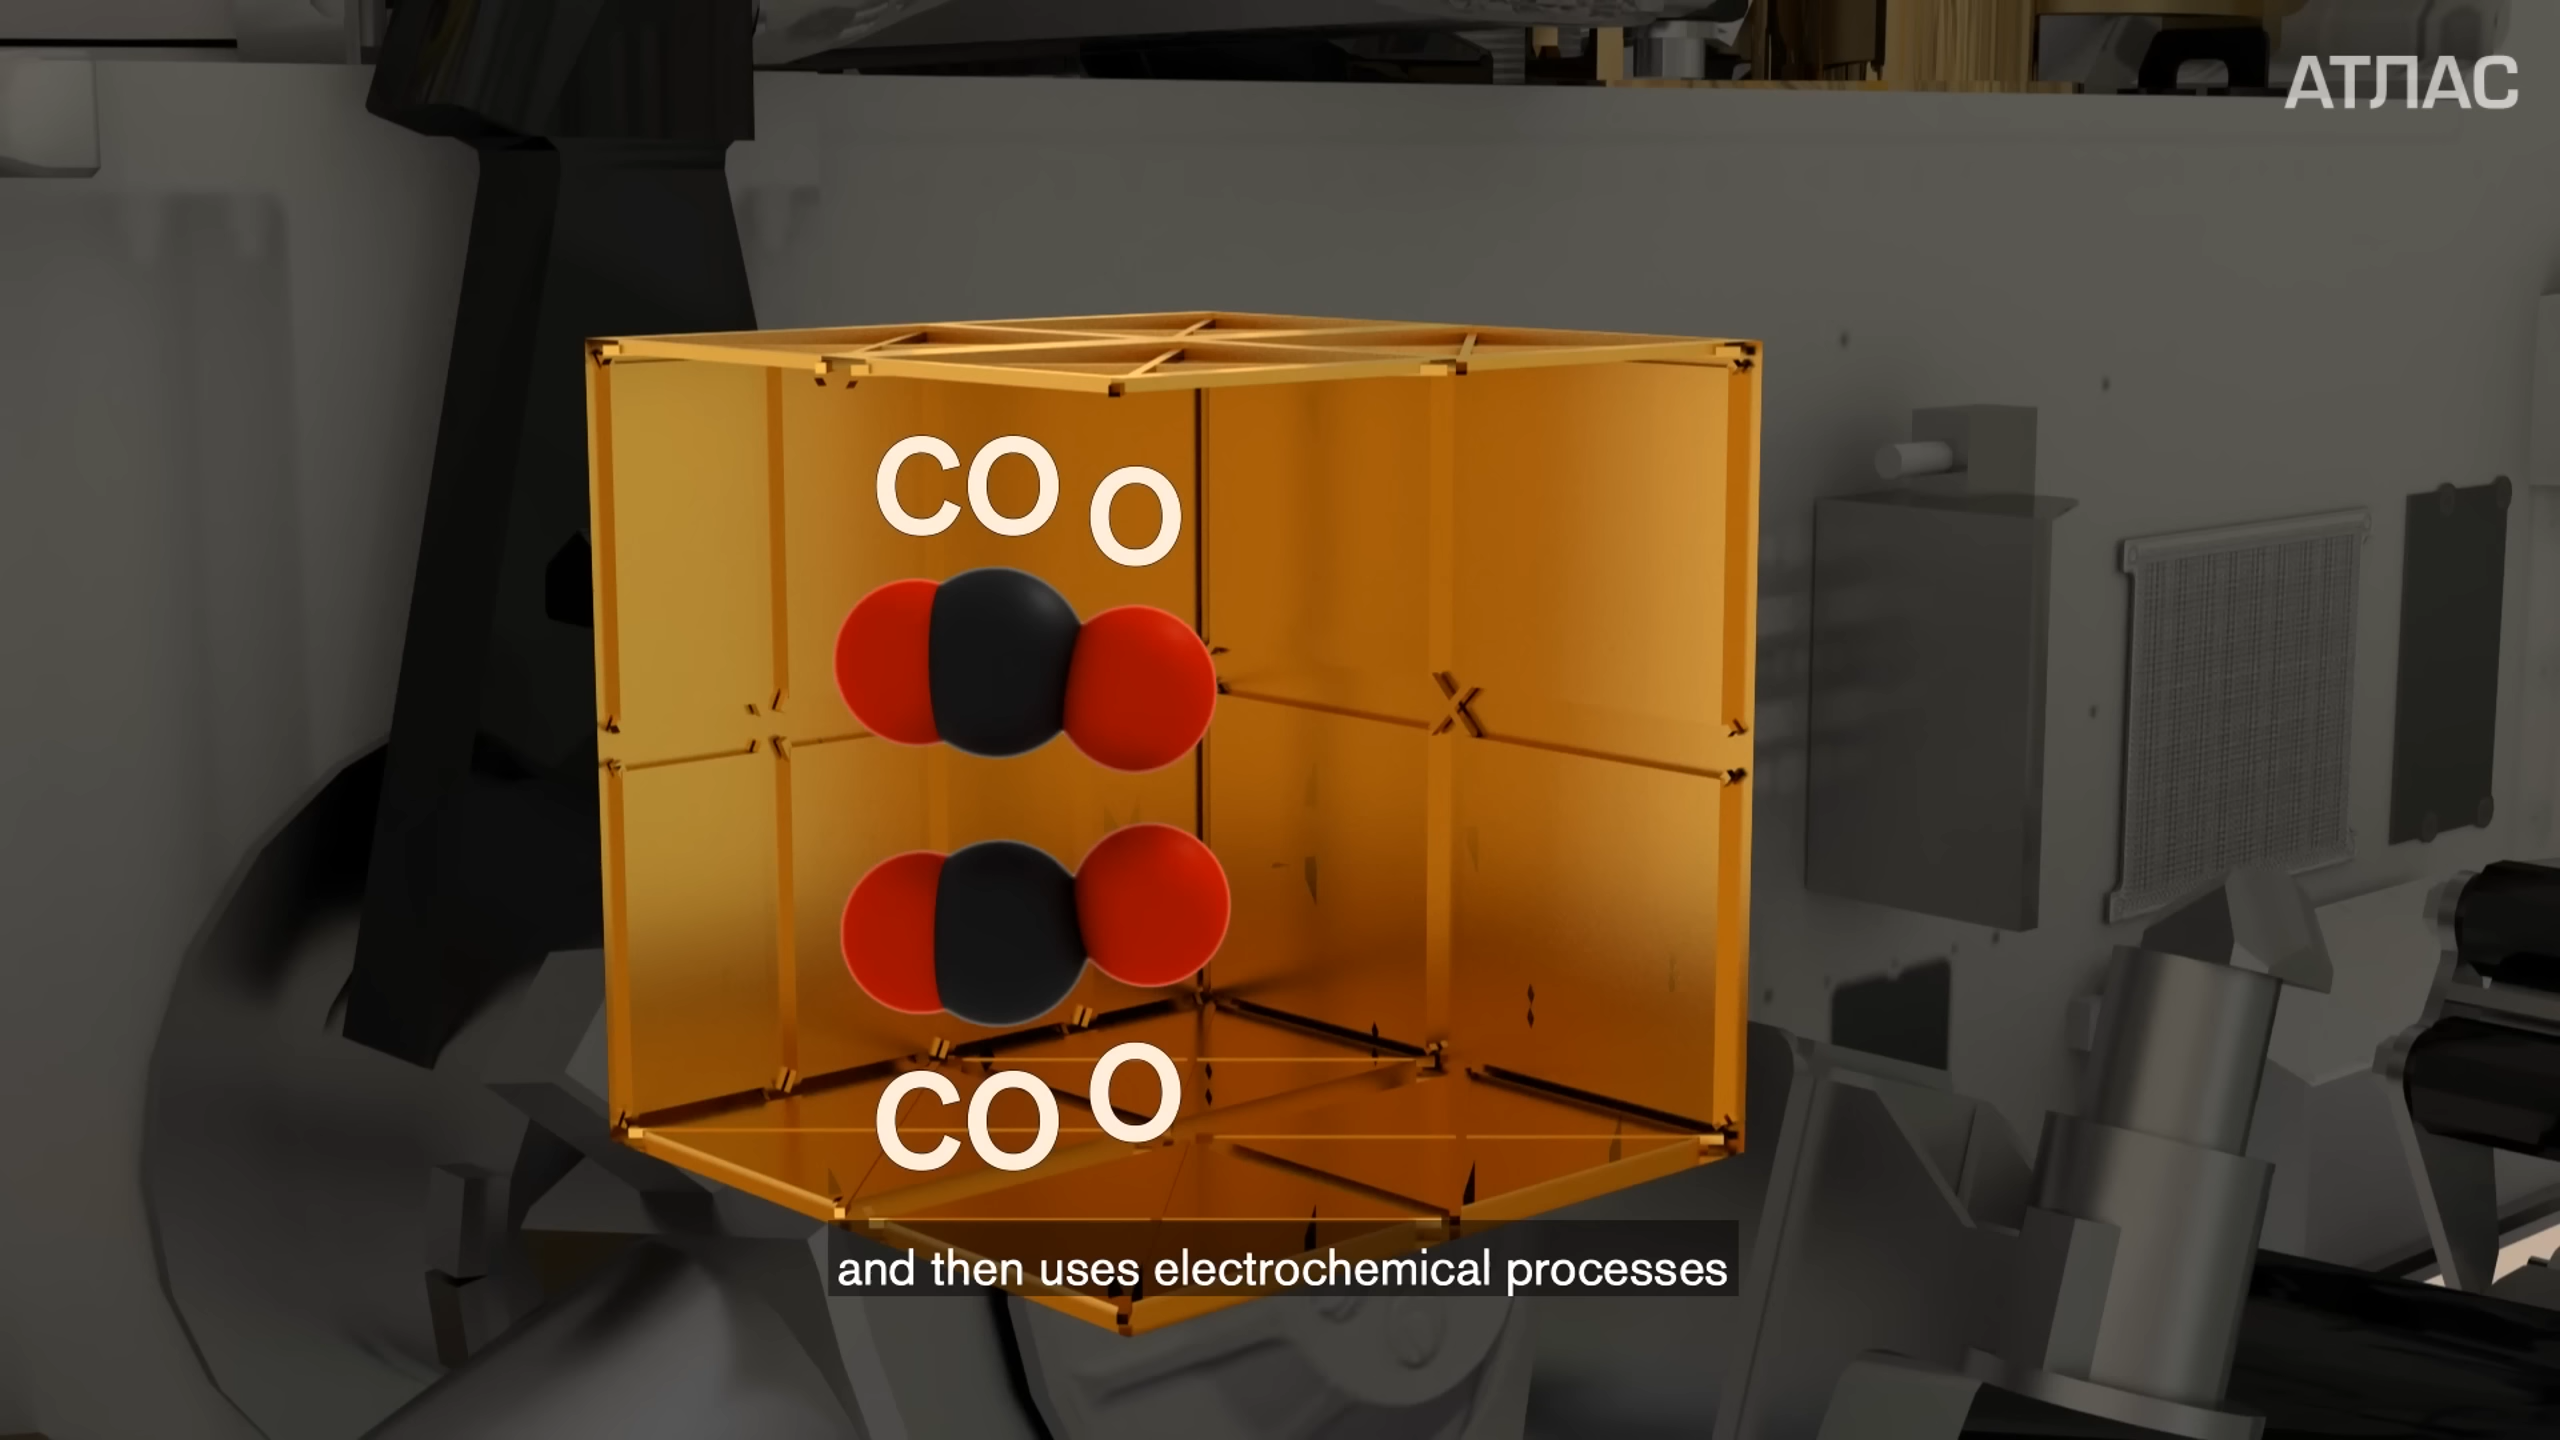 АТЛАС
CO O
CO O
and then uses electrochemical processes